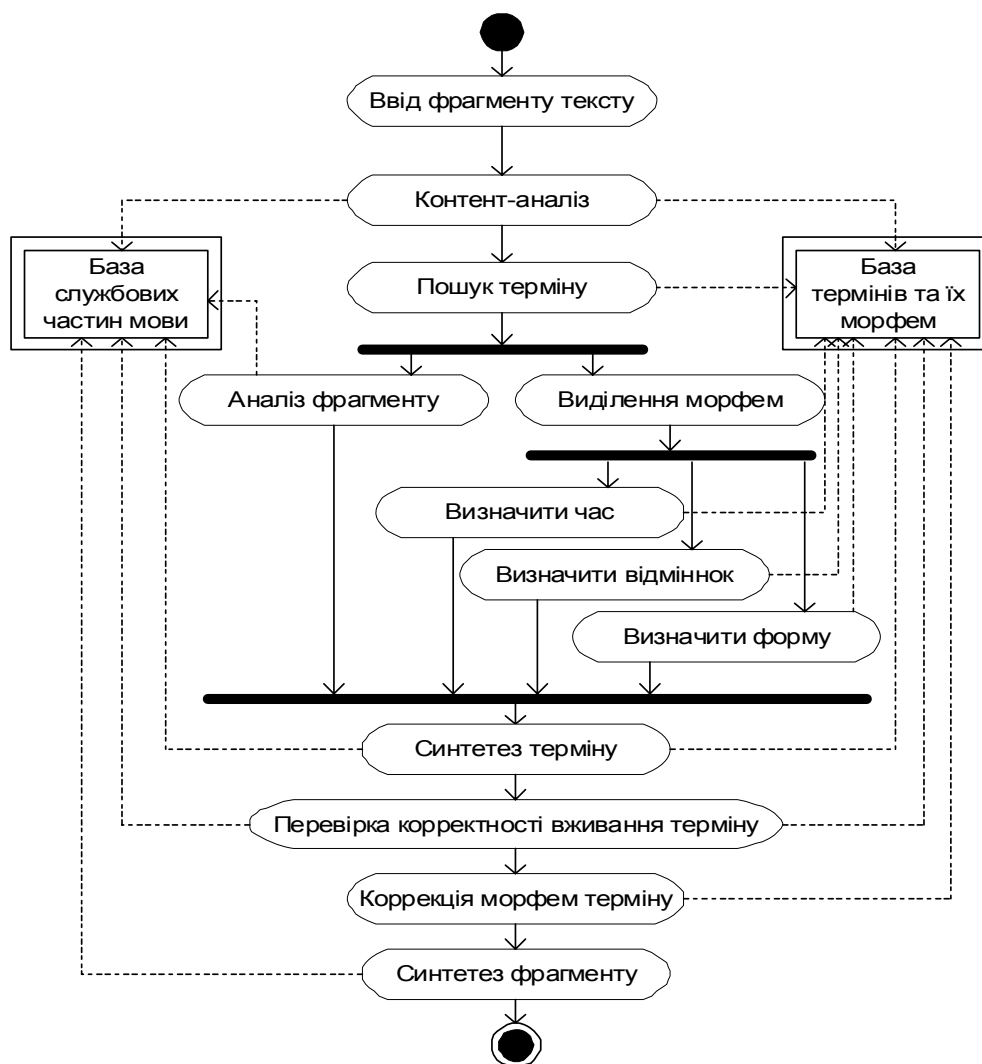 Ввід фрагменту тексту
Контент-аналіз
База
службових
частин мови
Пошук терміну
База
термінів та їх
морфем
Аналіз фрагменту
Виділення морфем
Визначити час
Визначити відміннок
Визначити форму
Синтетез терміну
Перевірка корректності вживання терміну
Коррекція морфем терміну
Синтетез фрагменту